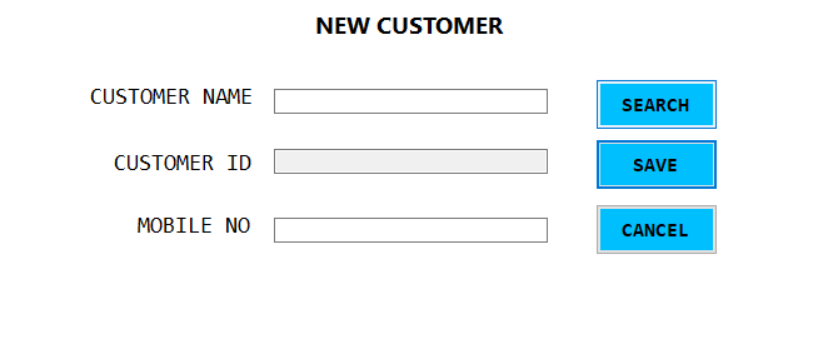 NEW CUSTOMER
CUSTOMER NAME
SEARCH
CUSTOMER ID
SAVE
MOBILE NO
CANCEL